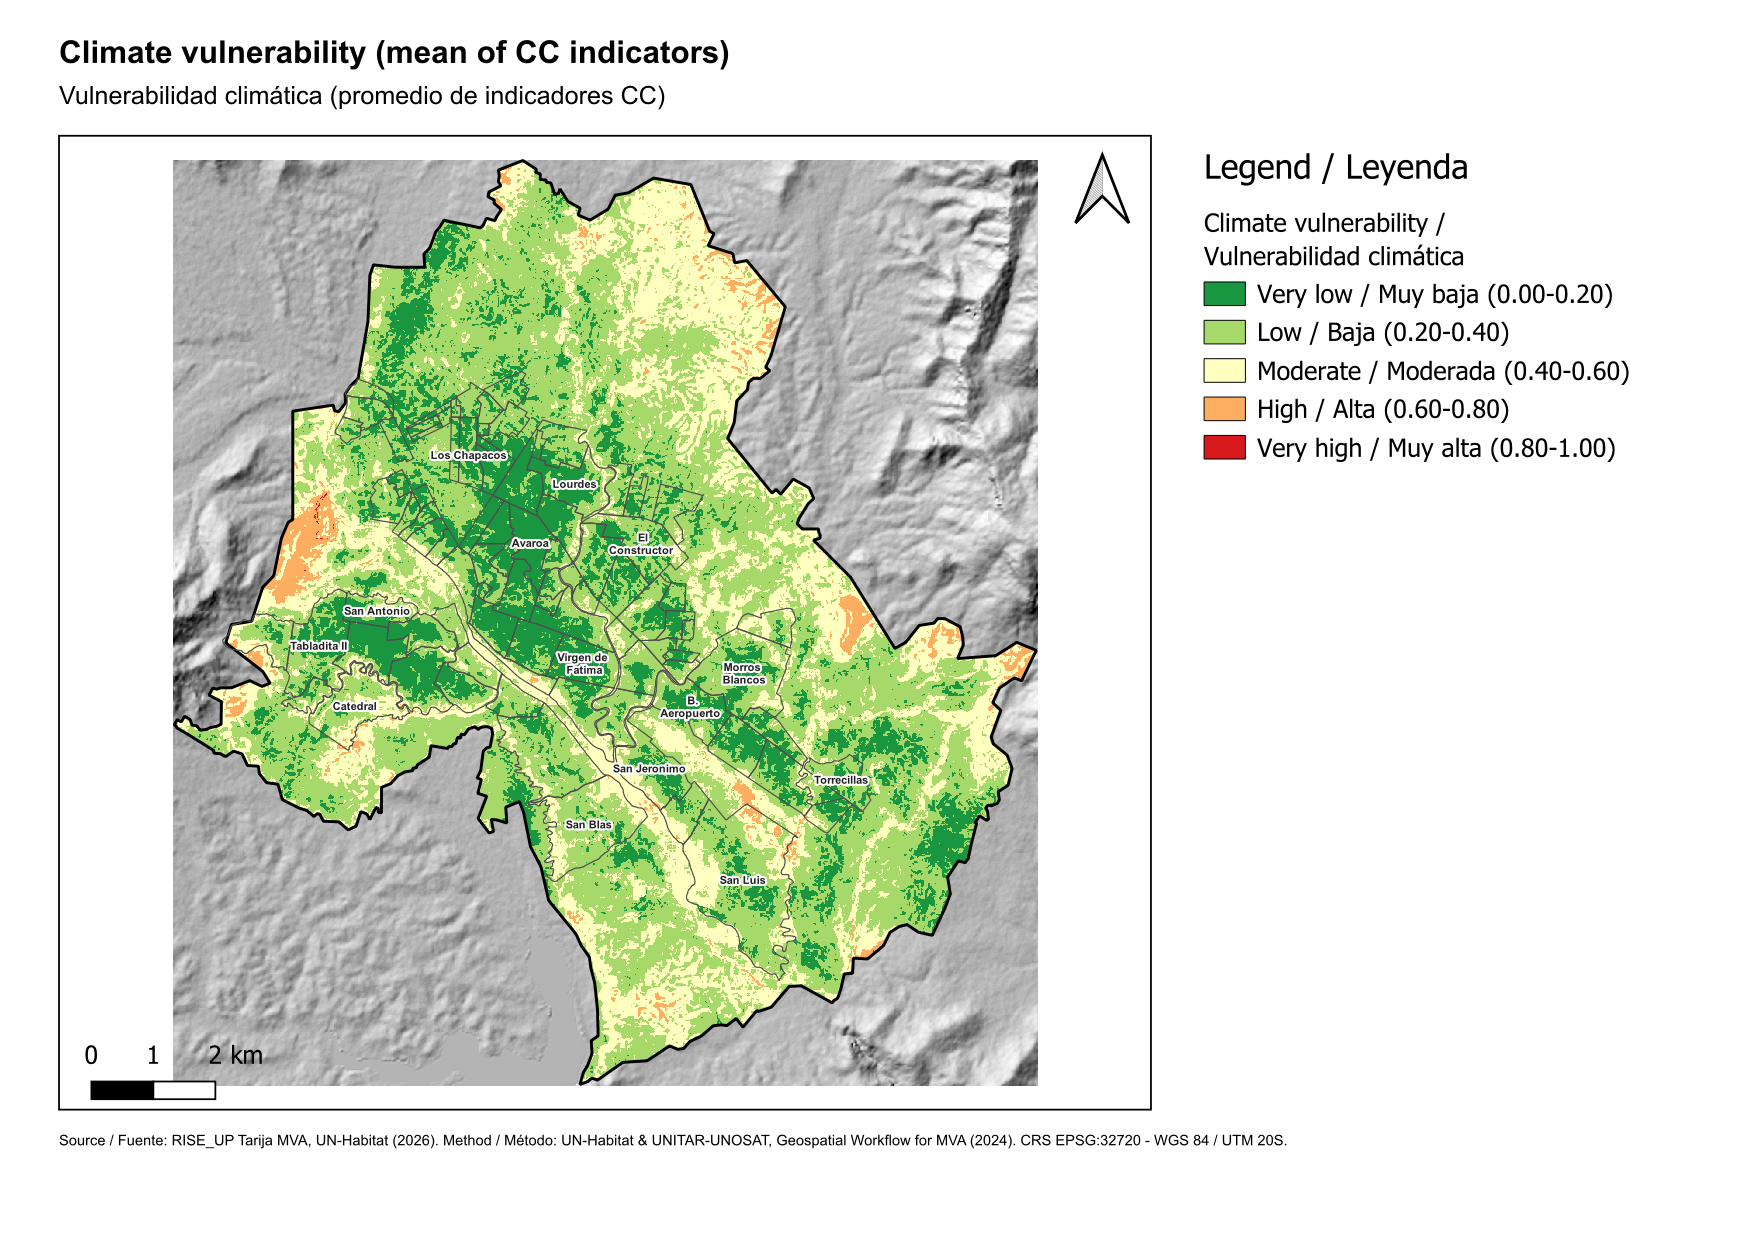 Climate vulnerability (mean of CC indicators)
Vulnerabilidad climática (promedio de indicadores CC)
Legend / Leyenda
Climate vulnerability /
Vulnerabilidad climática
Very low / Muy baja (0.00-0.20)
Low / Baja (0.20-0.40)
Moderate / Moderada (0.40-0.60)
High / Alta (0.60-0.80)
Very high / Muy alta (0.80-1.00)
Los Chapacos
Lourdes
Avaroa
El
Constructor
San Antonio
Tabladita II
Virgen de
Fatima
Morros
Blancos
Catedral
B.
Aeropuerto
San Jeronimo
Torrecillas
San Blas
San Luis
0 1 2 km
Source / Fuente: RISE_UP Tarija MVA, UN-Habitat (2026). Method / Método: UN-Habitat & UNITAR-UNOSAT, Geospatial Workflow for MVA (2024). CRS EPSG:32720 - WGS 84 / UTM 20S.